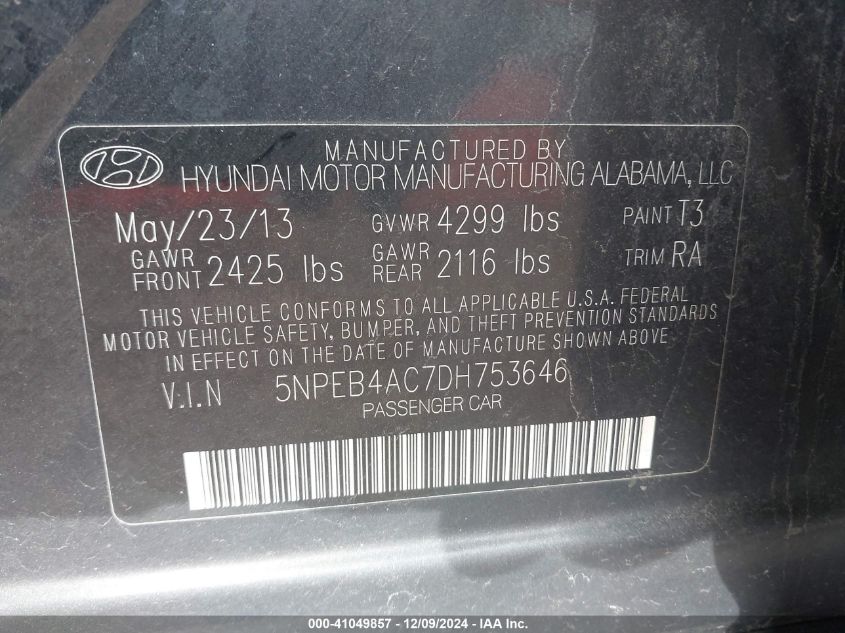 MANUFACTURED BY
HYUNDAI MOTOR MANUFACTURING ALABAMA, LLC
May/23/13 GVWR 4299 lbs PAINT T3
GAWR FRONT 2425 lbs GAWR REAR 2116 lbs TRIM RA
THIS VEHICLE CONFORMS TO ALL APPLICABLE U.S.A. FEDERAL
MOTOR VEHICLE SAFETY, BUMPER, AND THEFT PREVENTION STANDARDS
IN EFFECT ON THE DATE OF MANUFACTURE SHOWN ABOVE
V.I.N 5NPEB4AC7DH753646
PASSENGER CAR
000-41049857 - 12/09/2024 - IAA Inc.